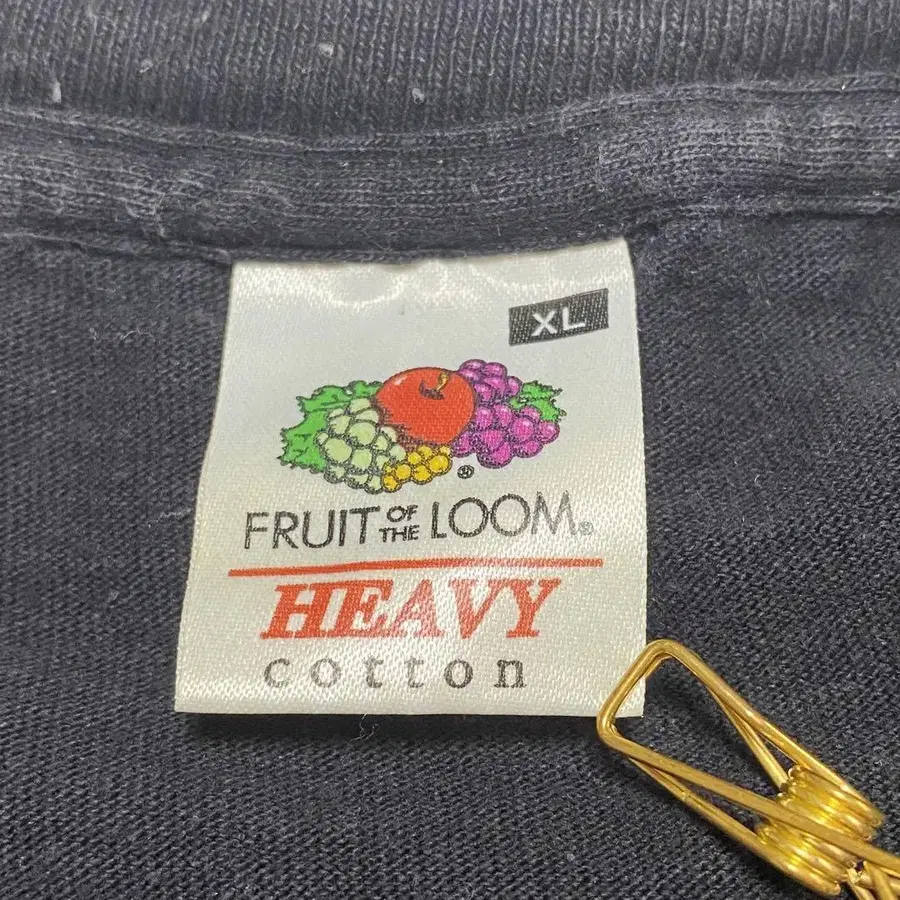 XL
®
FRUIT OF THE LOOM®
HEAVY
cotton